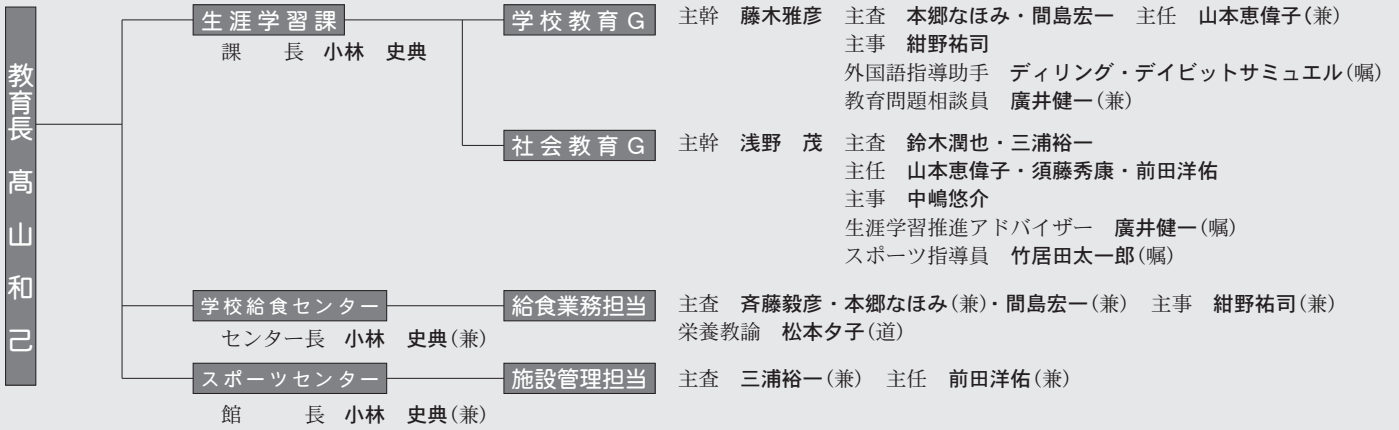 教育長　髙山和己
生涯学習課
課　　長　小林　史典
学校教育G
主幹　藤木雅彦　主査　本郷なほみ・間島宏一　主任　山本恵偉子(兼)
主事　紺野祐司
外国語指導助手　ディリング・デイビットサミュエル(嘱)
教育問題相談員　廣井健一(兼)
社会教育G
主幹　浅野　茂　主査　鈴木潤也・三浦裕一
主任　山本恵偉子・須藤秀康・前田洋佑
主事　中嶋悠介
生涯学習推進アドバイザー　廣井健一(嘱)
スポーツ指導員　竹居田太一郎(嘱)
学校給食センター
センター長　小林　史典(兼)
給食業務担当
主査　斉藤毅彦・本郷なほみ(兼)・間島宏一(兼)　主事　紺野祐司(兼)
栄養教諭　松本夕子(道)
スポーツセンター
館　　長　小林　史典(兼)
施設管理担当
主査　三浦裕一(兼)　主任　前田洋佑(兼)